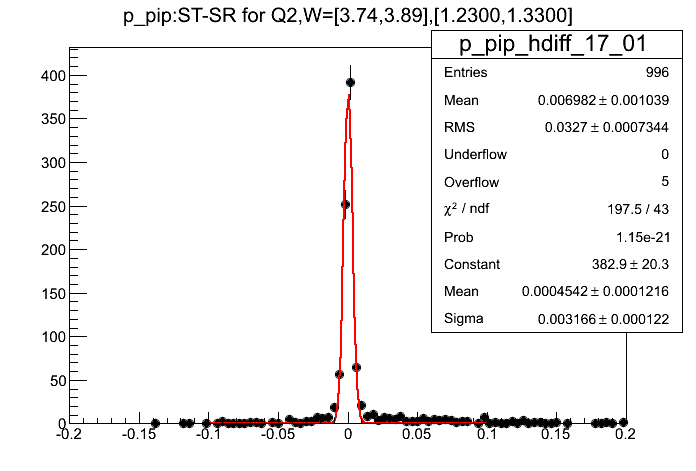 p_pip:ST-SR for Q2,W=[3.74,3.89],[1.2300,1.3300]
p_pip_hdiff_17_01
Entries 996
Mean 0.006982 ± 0.001039
RMS 0.0327 ± 0.0007344
Underflow 0
Overflow 5
χ² / ndf 197.5 / 43
Prob 1.15e-21
Constant 382.9 ± 20.3
Mean 0.0004542 ± 0.0001216
Sigma 0.003166 ± 0.000122
400
350
300
250
200
150
100
50
0
-0.2 -0.15 -0.1 -0.05 0 0.05 0.1 0.15 0.2